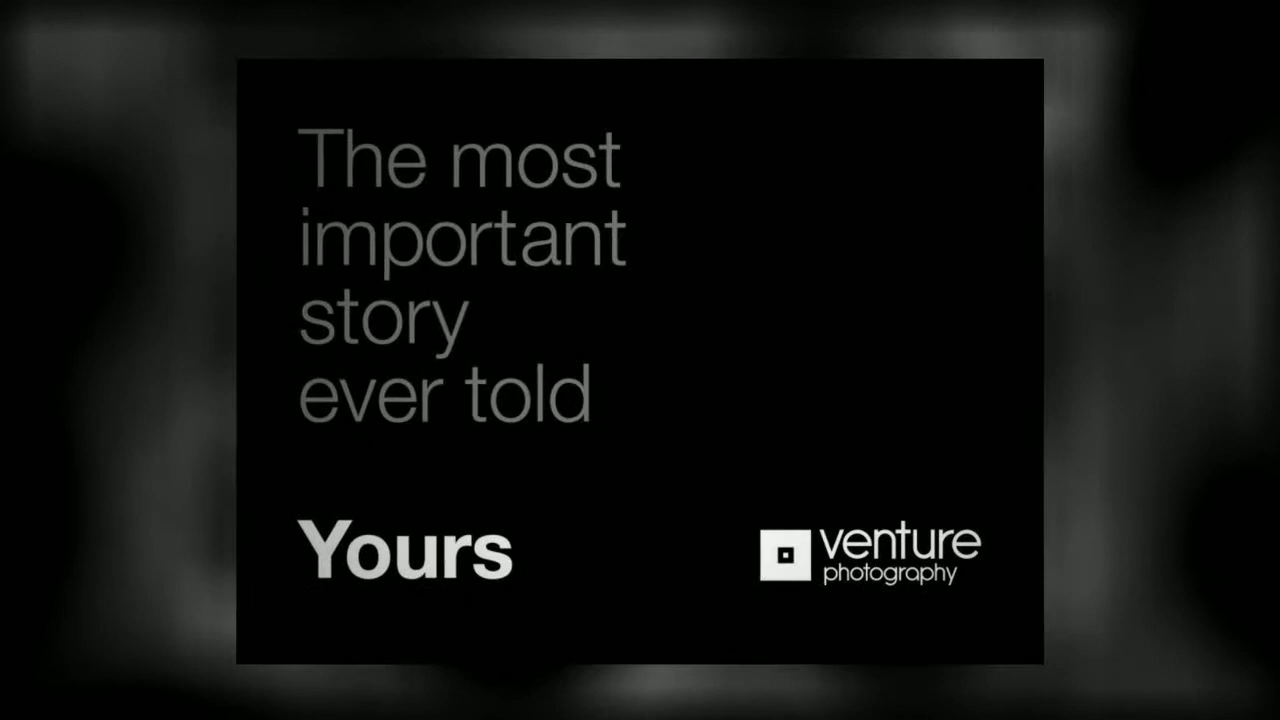 The most
important
story
ever told
Yours
venture
photography